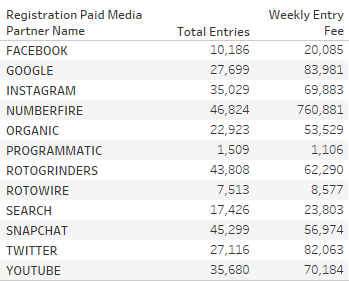 Registration Paid Media Weekly Entry
Partner Name Total Entries Fee
FACEBOOK 10,186 20,085
GOOGLE 27,699 83,981
INSTAGRAM 35,029 69,883
NUMBERFIRE 46,824 760,881
ORGANIC 22,923 53,529
PROGRAMMATIC 1,509 1,106
ROTOGRINDERS 43,808 62,290
ROTOWIRE 7,513 8,577
SEARCH 17,426 23,803
SNAPCHAT 45,299 56,974
TWITTER 27,116 82,063
YOUTUBE 35,680 70,184